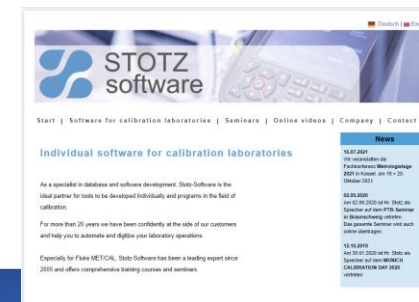 Deutsch | En
STOTZ
software
Start | Software for calibration laboratories | Seminars | Online videos | Company | Contact
Individual software for calibration laboratories
As a specialist in database and software development, Stotz-Software is the
ideal partner for tools to be developed individually and programs in the field of
calibration.
For more than 20 years we have been confidently at the side of our customers
and help you to automate and digitize your laboratory operations.
Especially for Fluke MET/CAL, Stotz-Software has been a leading expert since
2005 and offers comprehensive training courses and seminars
News
16.07.2021
Wir veranstalten die
Fachkonferenz Metrologietage
2021 in Kassel, am 19.+ 20.
Oktober 2021
02.09.2020
Am 02.09.2020 ist Hr. Stotz als
Sprecher auf dem PTB-Seminar
in Braunschweig vertreten.
Das gesamte Seminar wird auch
online übertragen.
12.10.2019
Am 30.01.2020 ist Hr. Stotz als
Sprecher auf dem MUNICH
CALIBRATION DAY 2020
vertreten